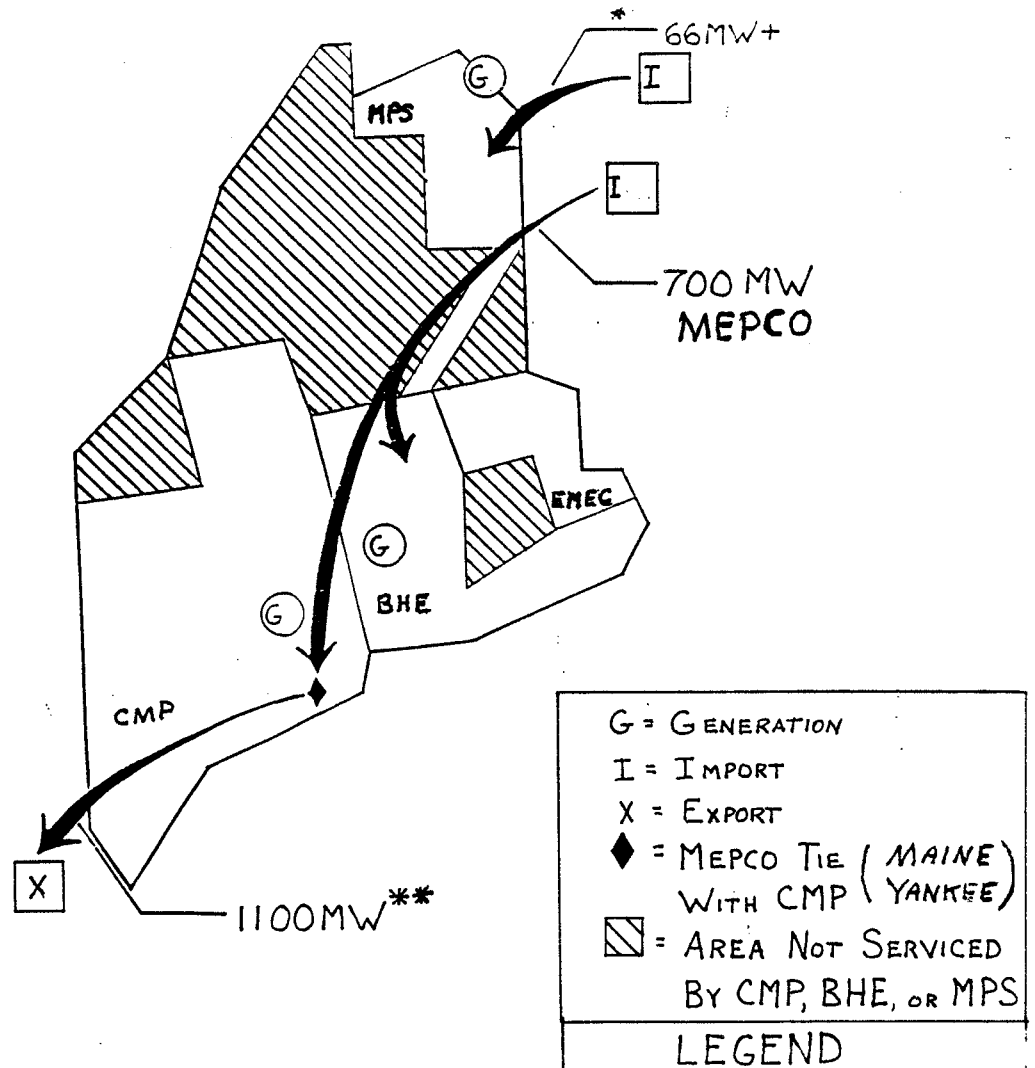 *
66MW+
G
I
MPS
I
700 MW
MEPCO
EMEC
G
BHE
G
CMP
X
1100MW**
G = GENERATION
I = IMPORT
X = EXPORT
♦ = MEPCO TIE (MAINE
WITH CMP YANKEE)
= AREA NOT SERVICED
BY CMP, BHE, OR MPS
LEGEND